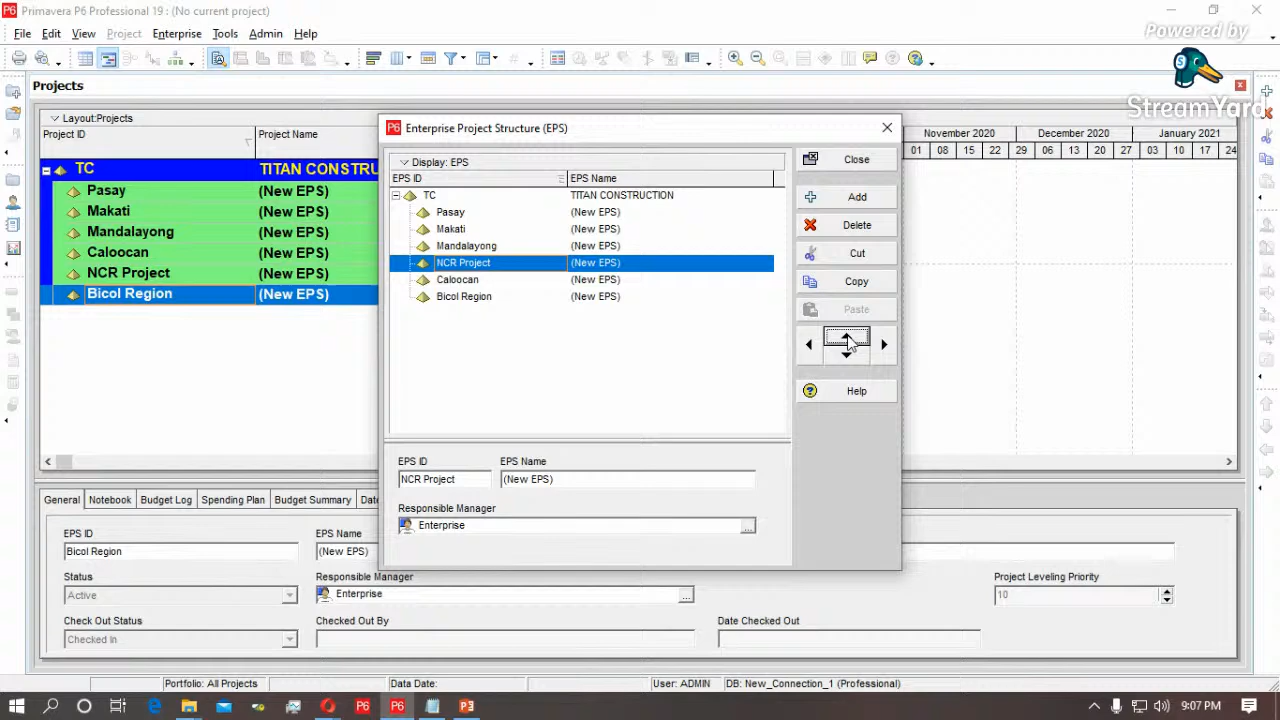 Primavera P6 Professional 19 : (No current project)
Powered by
StreamYard
File Edit View Project Enterprise Tools Admin Help
Projects
Layout:Projects
Project ID Project Name
November 2020 December 2020 January 2021
01 08 15 22 29 06 13 20 27 03 10 17 24
TC TITAN CONSTRU
Pasay (New EPS)
Makati (New EPS)
Mandalayong (New EPS)
Caloocan (New EPS)
NCR Project (New EPS)
Bicol Region (New EPS)
Enterprise Project Structure (EPS)
Display: EPS
EPS ID EPS Name
TC TITAN CONSTRUCTION
Pasay (New EPS)
Makati (New EPS)
Mandalayong (New EPS)
NCR Project (New EPS)
Caloocan (New EPS)
Bicol Region (New EPS)
Close
Add
Delete
Cut
Copy
Paste
Help
EPS ID EPS Name
NCR Project (New EPS)
Responsible Manager
Enterprise
General Notebook Budget Log Spending Plan Budget Summary Dat
EPS ID EPS Name
Bicol Region (New EPS)
Status Responsible Manager Project Leveling Priority
Active Enterprise 10
Check Out Status Checked Out By Date Checked Out
Checked In
Portfolio: All Projects Data Date: User: ADMIN DB: New_Connection_1 (Professional)
9:07 PM